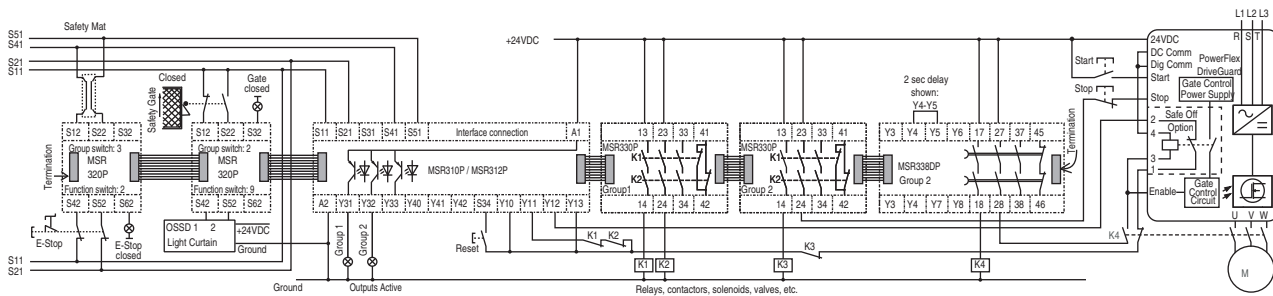 L1 L2 L3
S51
Safety Mat
S41
S21
S11
+24VDC
R S T
24VDC
DC Comm
Dig Comm
Start
Stop
PowerFlex
DriveGuard
Gate Control
Power Supply
Start
Stop
2 sec delay
shown:
Y4-Y5
Closed
Gate
closed
Safety Gate
S12 S22 S32
S12 S22 S32
S11 S21 S31 S41 S51 Interface connection A1
13 23 33 41
13 23 33 41
Y3 Y4 Y5 Y6 17 27 37 45
2
4
3
1
Safe Off
Option
Termination
Group switch: 3
MSR
320P
Function switch: 2
Group switch: 2
MSR
320P
Function switch: 9
MSR310P / MSR312P
MSR330P
K1
K2
Group1
MSR330P
K1
K2
Group 2
MSR338DP
Group 2
Termination
Enable
Gate
Control
Circuit
S42 S52 S62
S42 S52 S62
A2 Y31 Y32 Y33 Y40 Y41 Y42 S34 Y10 Y11 Y12 Y13
14 24 34 42
14 24 34 42
Y3 Y4 Y7 Y8 18 28 38 46
U V W
E-Stop
E-Stop
closed
OSSD 1 2
Light Curtain
+24VDC
Ground
Group 1
Group 2
Reset
K1 K2
K3
K4
S11
S21
K1 K2
K3
K4
M
Ground
Outputs Active
Relays, contactors, solenoids, valves, etc.